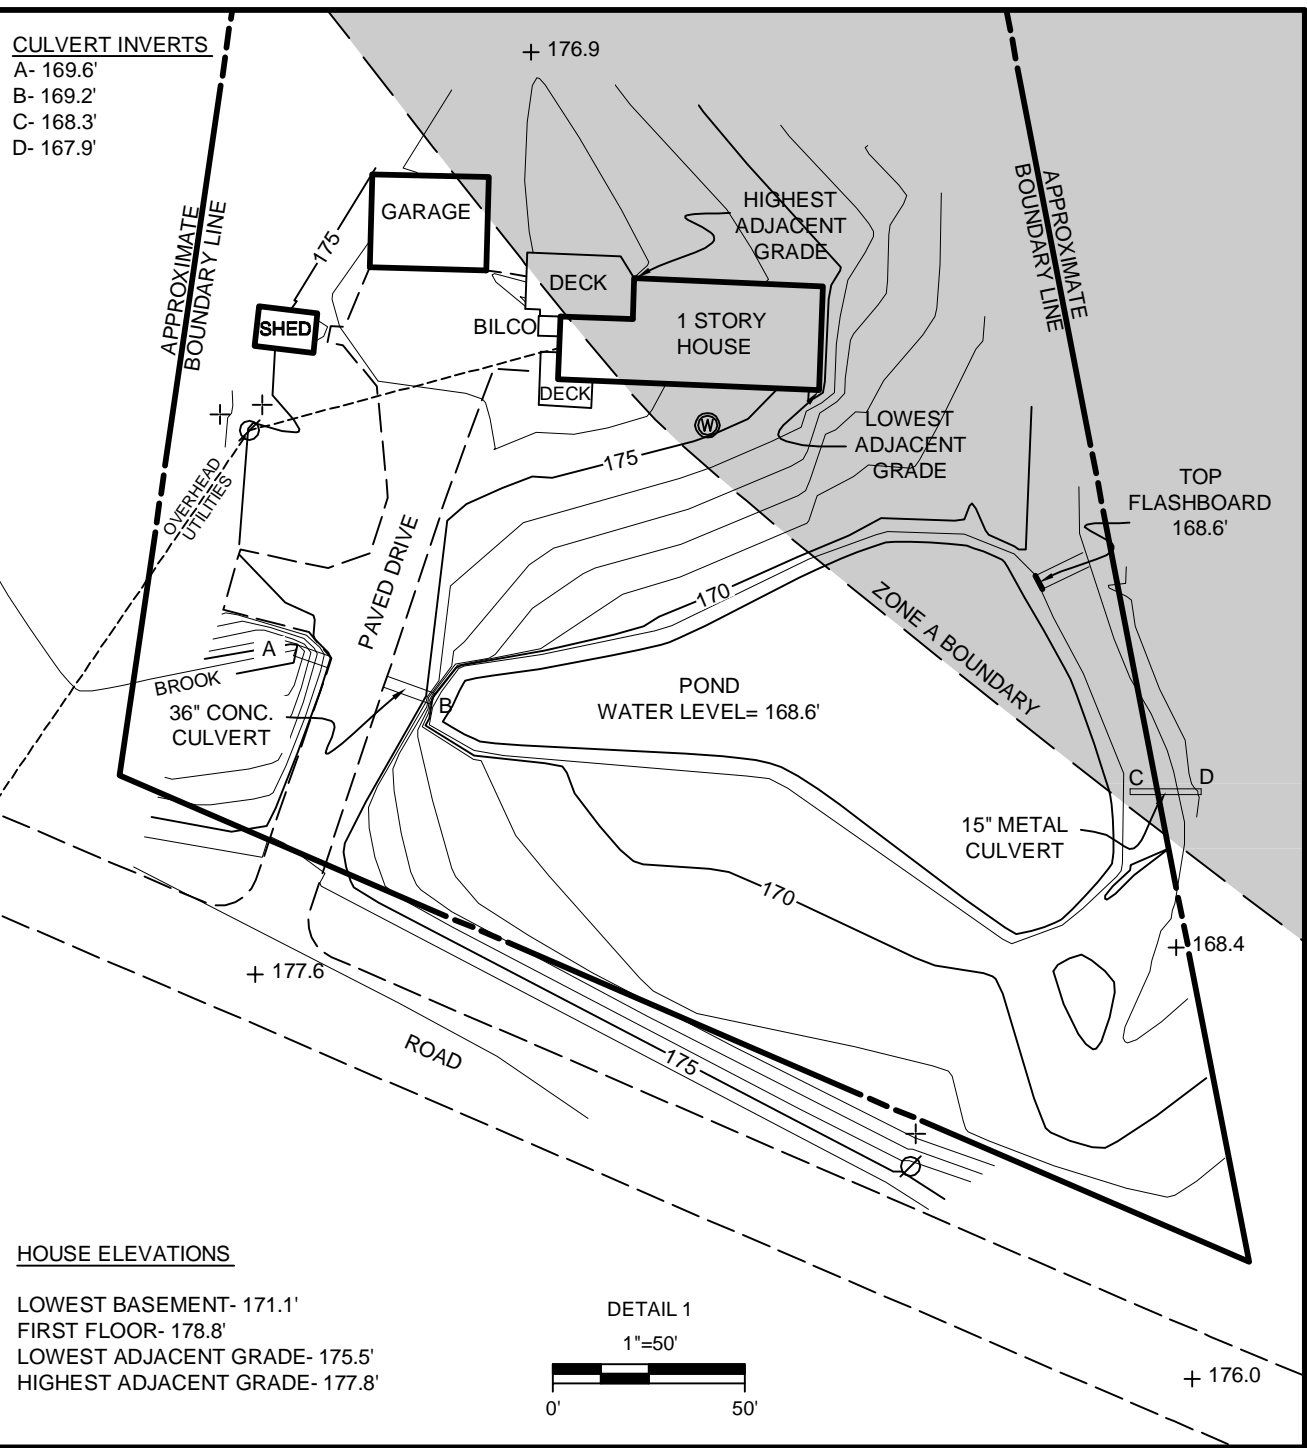 CULVERT INVERTS
A- 169.6'
B- 169.2'
C- 168.3'
D- 167.9'
176.9
APPROXIMATE
BOUNDARY LINE
APPROXIMATE
BOUNDARY LINE
GARAGE
HIGHEST
ADJACENT
GRADE
175
DECK
SHED
BILCO
1 STORY
HOUSE
DECK
W
LOWEST
ADJACENT
GRADE
175
OVERHEAD
UTILITIES
TOP
FLASHBOARD
168.6'
PAVED DRIVE
170
ZONE A BOUNDARY
A
BROOK
36" CONC.
CULVERT
B
POND
WATER LEVEL= 168.6'
C
D
15" METAL
CULVERT
170
168.4
177.6
ROAD
175
HOUSE ELEVATIONS
LOWEST BASEMENT- 171.1'
FIRST FLOOR- 178.8'
LOWEST ADJACENT GRADE- 175.5'
HIGHEST ADJACENT GRADE- 177.8'
DETAIL 1
1"=50'
0'
50'
176.0